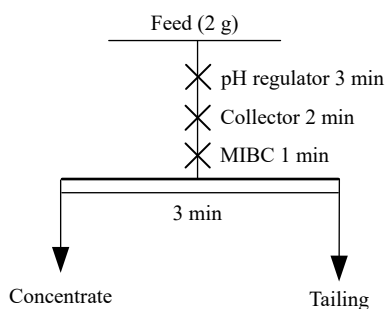 Feed (2 g)
pH regulator 3 min
Collector 2 min
MIBC 1 min
3 min
Concentrate
Tailing